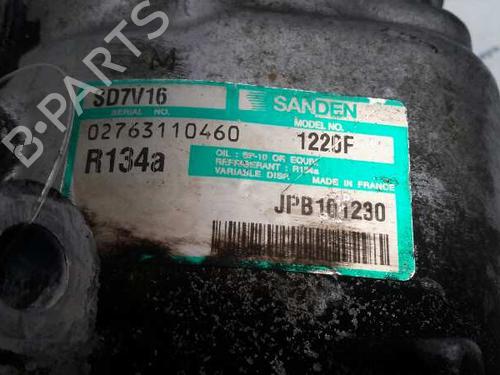 SD7V16
SANDEN
SERIAL NO.
MODEL NO.
02763110460
1220F
R134a
OIL : SP-10 OR EQUIV
REFRIGERANT : R134a
VARIABLE DISP.
MADE IN FRANCE
JPB101230
B-PARTS